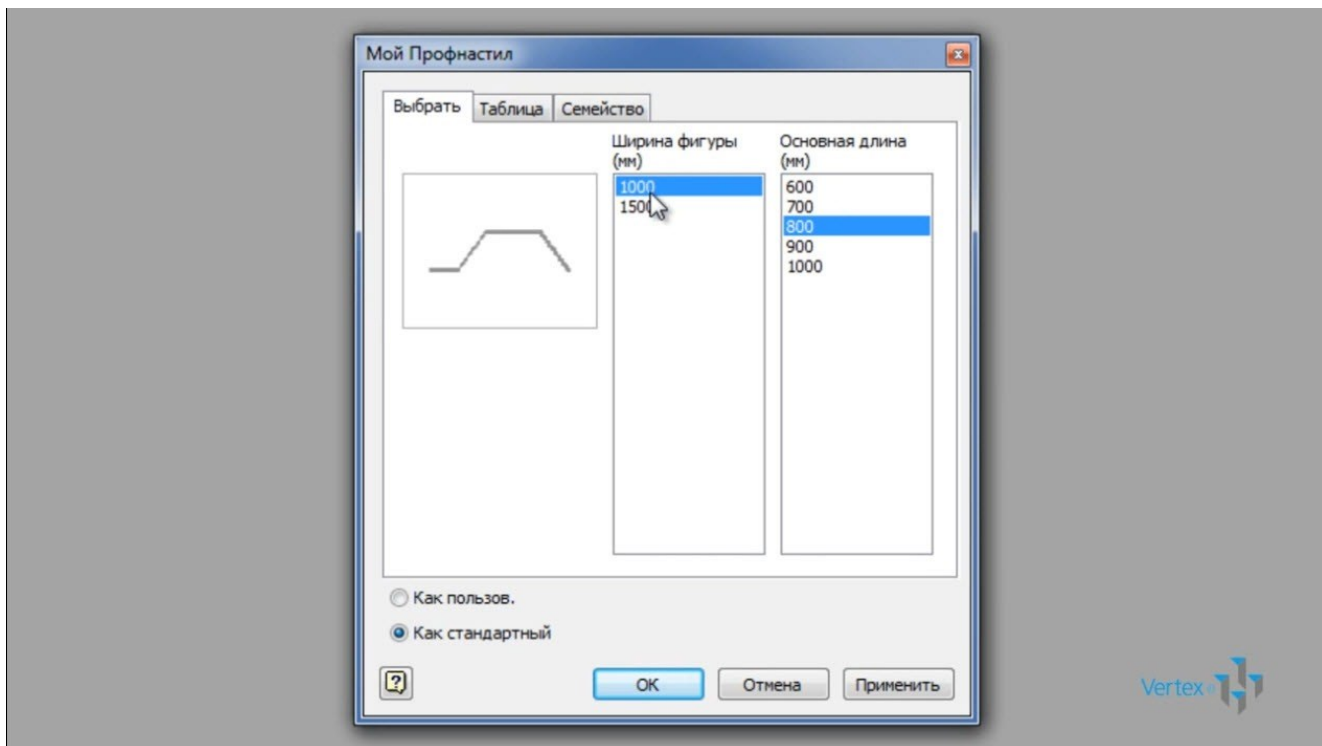 Мой Профнастил
Выбрать Таблица Семейство
Ширина фигуры
(мм)
Основная длина
(мм)
1000
1500
600
700
800
900
1000
Как пользов.
Как стандартный
OK Отмена Применить
Vertex